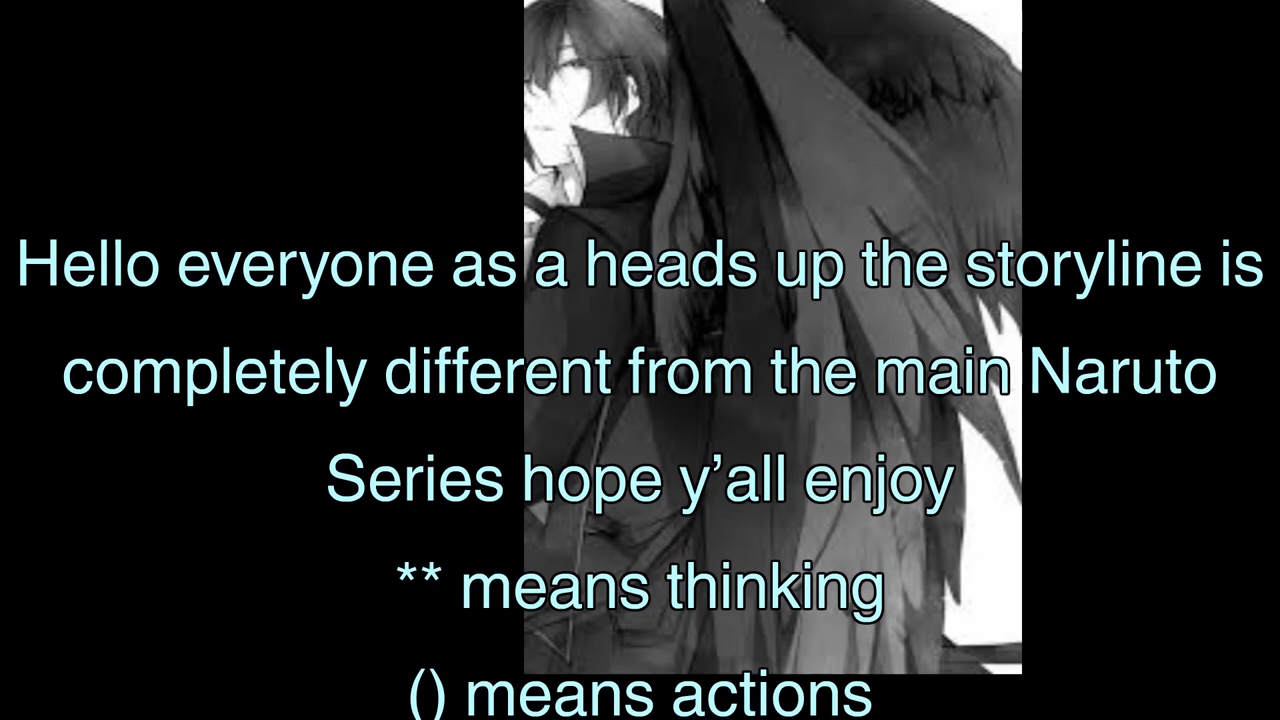 Hello everyone as a heads up the storyline is
completely different from the main Naruto
Series hope y’all enjoy
** means thinking
() means actions